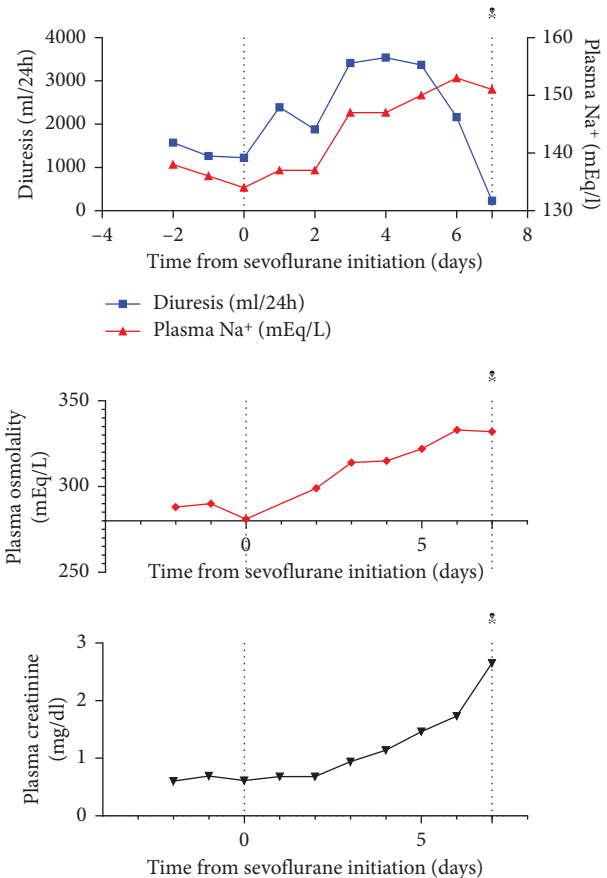 4000
3000
2000
1000
0
Diuresis (ml/24h)
160
150
140
130
Plasma Na⁺ (mEq/l)
−4 −2 0 2 4 6 8
Time from sevoflurane initiation (days)
Diuresis (ml/24h)
Plasma Na⁺ (mEq/L)
350
300
250
Plasma osmolality
(mEq/L)
0 5
Time from sevoflurane initiation (days)
3
2
1
0
Plasma creatinine
(mg/dl)
0 5
Time from sevoflurane initiation (days)